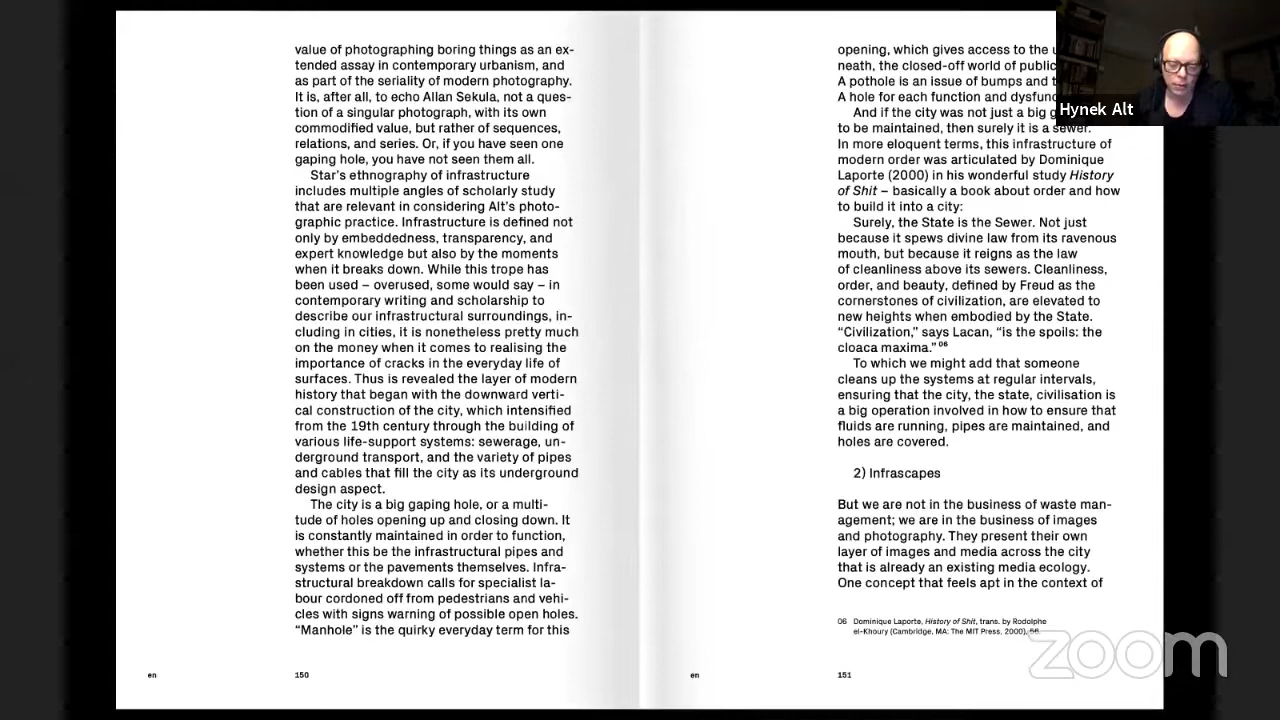 value of photographing boring things as an ex-
tended assay in contemporary urbanism, and
as part of the seriality of modern photography.
It is, after all, to echo Allan Sekula, not a ques-
tion of a singular photograph, with its own
commodified value, but rather of sequences,
relations, and series. Or, if you have seen one
gaping hole, you have not seen them all.
Star’s ethnography of infrastructure
includes multiple angles of scholarly study
that are relevant in considering Alt’s photo-
graphic practice. Infrastructure is defined not
only by embeddedness, transparency, and
expert knowledge but also by the moments
when it breaks down. While this trope has
been used – overused, some would say – in
contemporary writing and scholarship to
describe our infrastructural surroundings, in-
cluding in cities, it is nonetheless pretty much
on the money when it comes to realising the
importance of cracks in the everyday life of
surfaces. Thus is revealed the layer of modern
history that began with the downward verti-
cal construction of the city, which intensified
from the 19th century through the building of
various life-support systems: sewerage, un-
derground transport, and the variety of pipes
and cables that fill the city as its underground
design aspect.
The city is a big gaping hole, or a multi-
tude of holes opening up and closing down. It
is constantly maintained in order to function,
whether this be the infrastructural pipes and
systems or the pavements themselves. Infra-
structural breakdown calls for specialist la-
bour cordoned off from pedestrians and vehi-
cles with signs warning of possible open holes.
“Manhole” is the quirky everyday term for this
en
150
opening, which gives access to the
neath, the closed-off world of public
A pothole is an issue of bumps and
A hole for each function and
And if the city was not just a big
to be maintained, then surely it is a sewer.
In more eloquent terms, this infrastructure of
modern order was articulated by Dominique
Laporte (2000) in his wonderful study History
of Shit – basically a book about order and how
to build it into a city:
Surely, the State is the Sewer. Not just
because it spews divine law from its ravenous
mouth, but because it reigns as the law
of cleanliness above its sewers. Cleanliness,
order, and beauty, defined by Freud as the
cornerstones of civilization, are elevated to
new heights when embodied by the State.
“Civilization,” says Lacan, “is the spoils: the
cloaca maxima.” 06
To which we might add that someone
cleans up the systems at regular intervals,
ensuring that the city, the state, civilisation is
a big operation involved in how to ensure that
fluids are running, pipes are maintained, and
holes are covered.
2) Infrascapes
But we are not in the business of waste man-
agement; we are in the business of images
and photography. They present their own
layer of images and media across the city
that is already an existing media ecology.
One concept that feels apt in the context of
06 Dominique Laporte, History of Shit, trans. by Rodolphe
el-Khoury (Cambridge, MA: The MIT Press, 2000), 56.
en
151
Hynek Alt
zoom